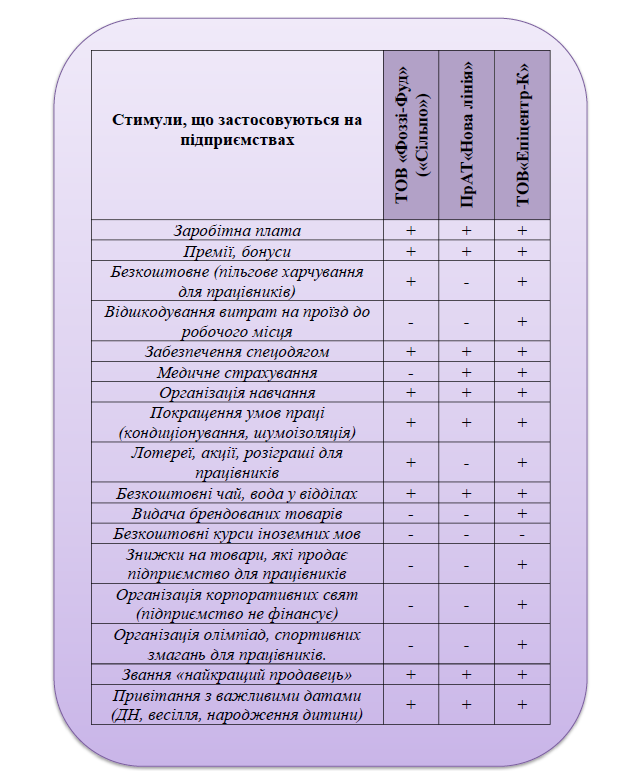 Стимули, що застосовуються на
підприємствах
ТОВ «Фоззі-Фуд»
(«Сільпо»)
ПрАТ«Нова лінія»
ТОВ«Епіцентр-К»
Заробітна плата + + +
Премії, бонуси + + +
Безкоштовне (пільгове харчування
для працівників) + - +
Відшкодування витрат на проїзд до
робочого місця - - +
Забезпечення спецодягом + + +
Медичне страхування - + +
Організація навчання + + +
Покращення умов праці
(кондиціонування, шумоізоляція) + + +
Лотереї, акції, розіграші для
працівників + - +
Безкоштовні чай, вода у відділах + + +
Видача брендованих товарів - - +
Безкоштовні курси іноземних мов - - -
Знижки на товари, які продає
підприємство для працівників - - +
Організація корпоративних свят
(підприємство не фінансує) - - +
Організація олімпіад, спортивних
змагань для працівників. - - +
Звання «найкращий продавець» + + +
Привітання з важливими датами
(ДН, весілля, народження дитини) + + +